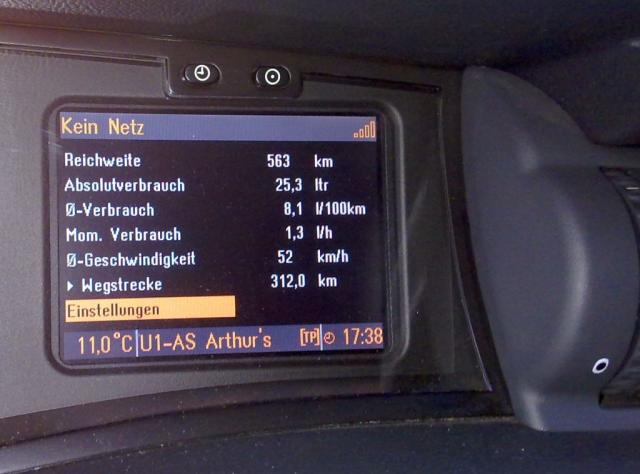 Kein Netz
Reichweite 563 km
Absolutverbrauch 25,3 ltr
Ø-Verbrauch 8,1 l/100km
Mom. Verbrauch 1,3 l/h
Ø-Geschwindigkeit 52 km/h
Wegstrecke 312,0 km
Einstellungen
11,0°C U1-AS Arthur's [TP] 17:38